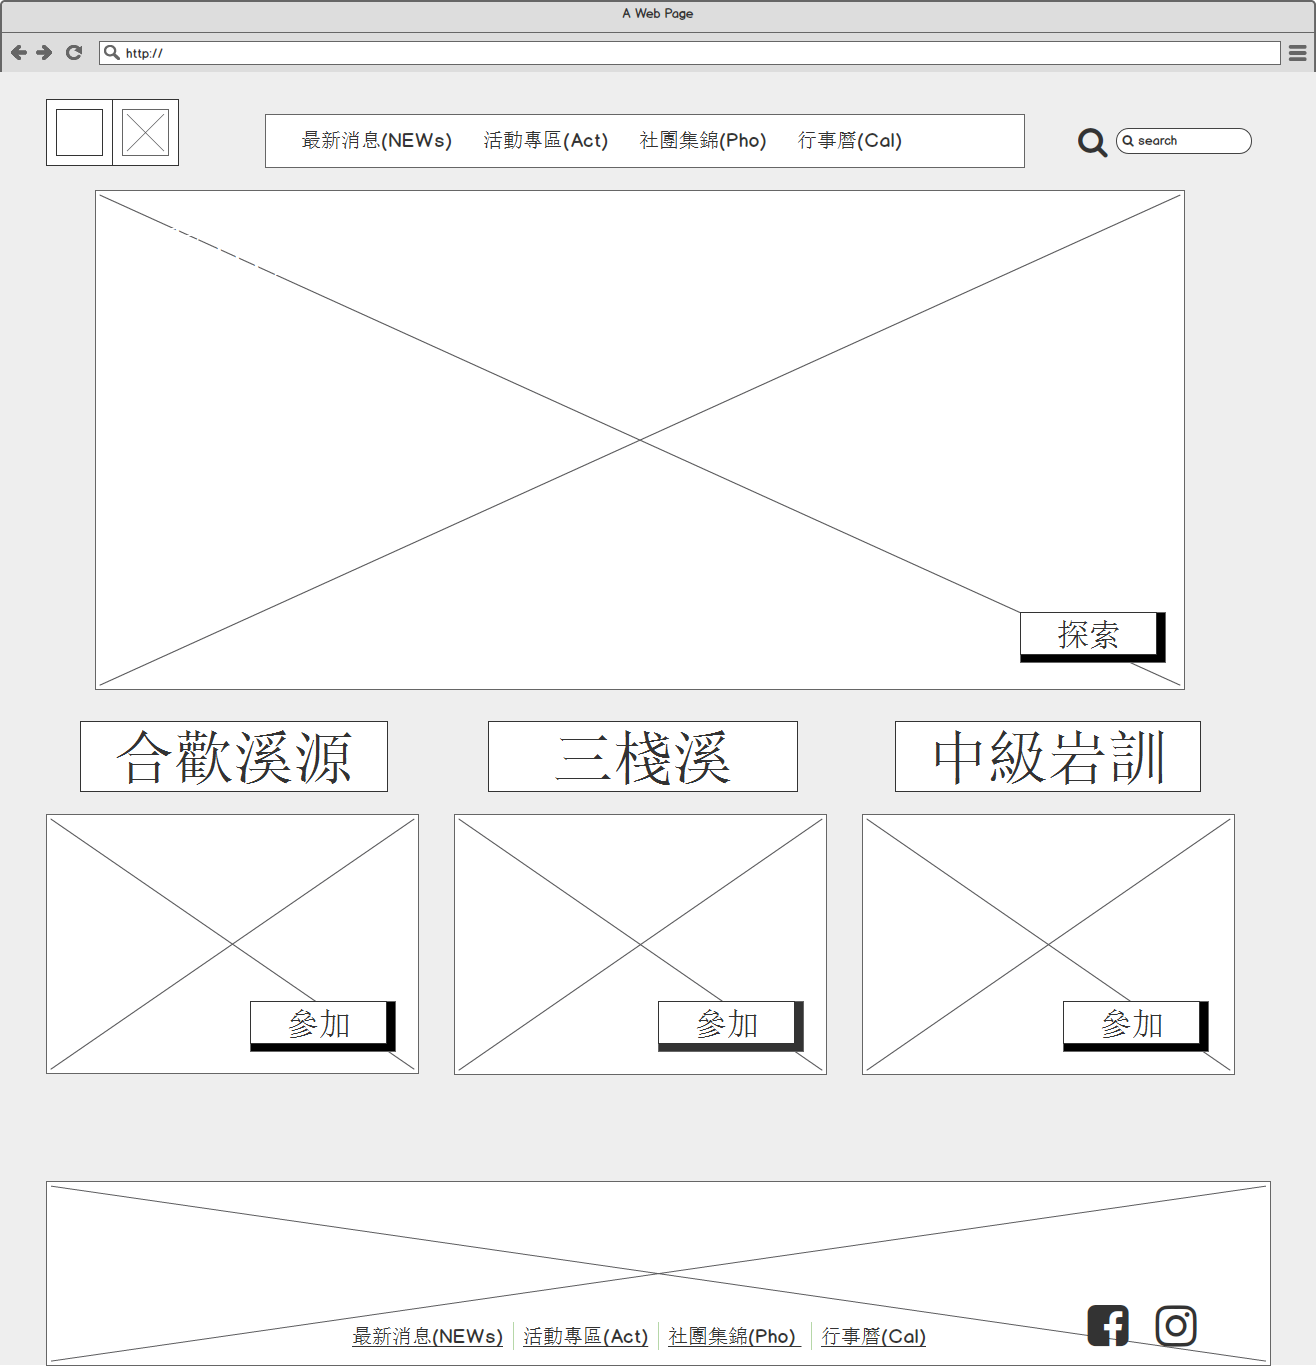 A Web Page
http://
最新消息(NEWs) 活動專區(Act) 社團集錦(Pho) 行事曆(Cal)
search
探索
合歡溪源 三棧溪 中級岩訓
參加 參加 參加
最新消息(NEWs) 活動專區(Act) 社團集錦(Pho) 行事曆(Cal)